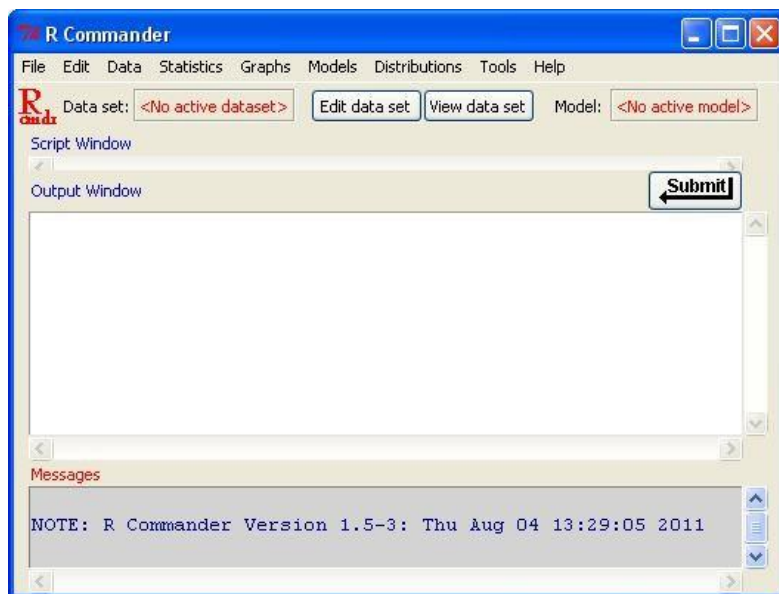 R Commander
File Edit Data Statistics Graphs Models Distributions Tools Help
R cmdr Data set: <No active dataset> Edit data set View data set Model: <No active model>
Script Window
Output Window
Submit
Messages
NOTE: R Commander Version 1.5-3: Thu Aug 04 13:29:05 2011